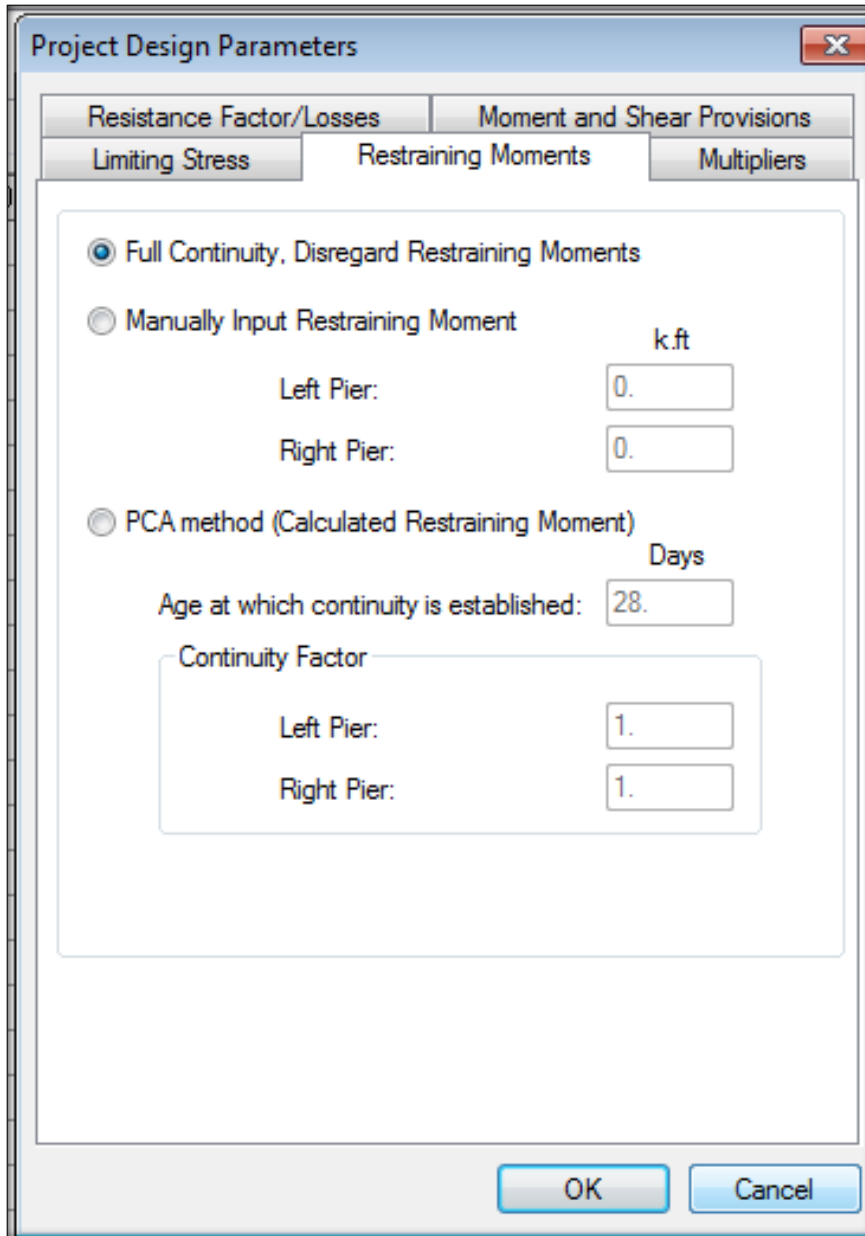 Project Design Parameters
Resistance Factor/Losses Moment and Shear Provisions
Limiting Stress Restraining Moments Multipliers
Full Continuity, Disregard Restraining Moments
Manually Input Restraining Moment
k.ft
Left Pier: 0.
Right Pier: 0.
PCA method (Calculated Restraining Moment)
Days
Age at which continuity is established: 28.
Continuity Factor
Left Pier: 1.
Right Pier: 1.
OK Cancel